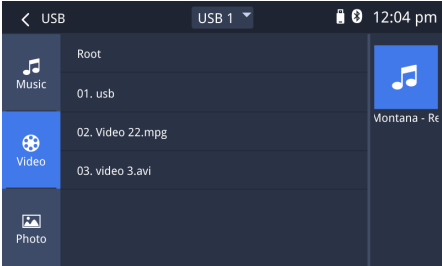 USB
USB 1
12:04 pm
Music
Video
Photo
Root
01. usb
02. Video 22.mpg
03. video 3.avi
Montana - Re